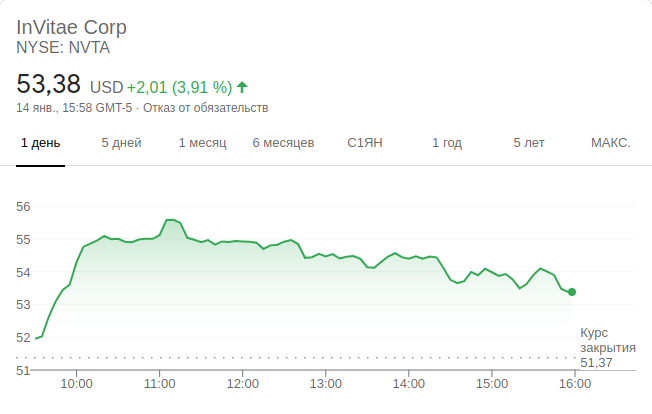 InVitae Corp
NYSE: NVTA
53,38 USD +2,01 (3,91 %)
14 янв., 15:58 GMT-5 · Отказ от обязательств
1 день 5 дней 1 месяц 6 месяцев С1ЯН 1 год 5 лет МАКС.
56
55
54
53
52
51
Курс
закрытия
51,37
10:00 11:00 12:00 13:00 14:00 15:00 16:00